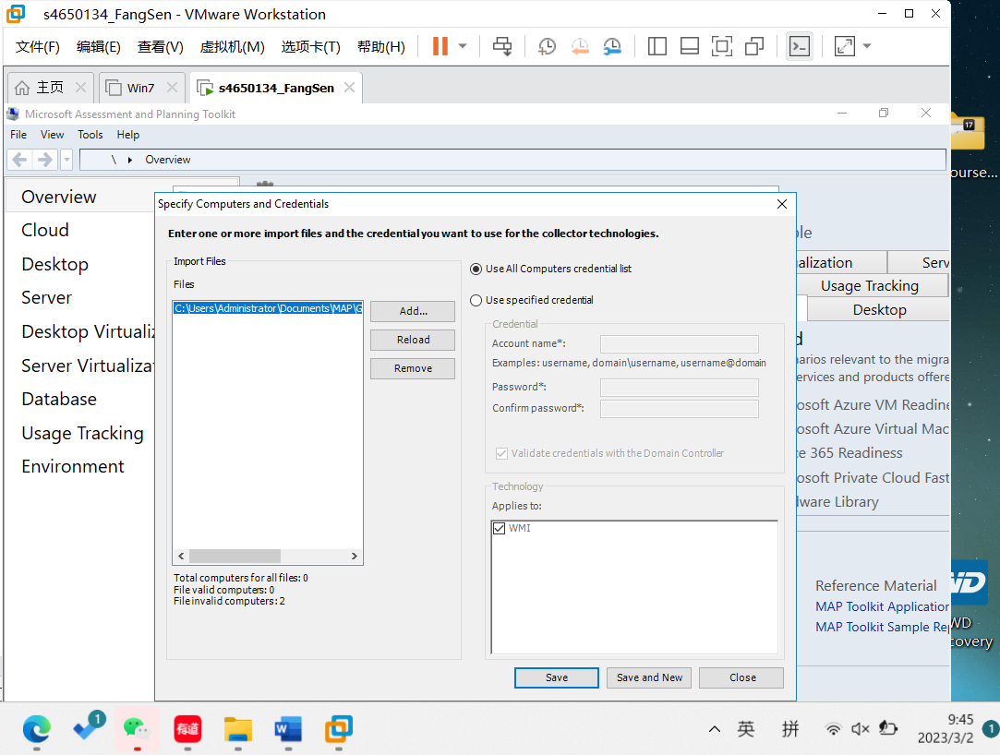 s4650134_FangSen - VMware Workstation
文件(F) 编辑(E) 查看(V) 虚拟机(M) 选项卡(T) 帮助(H)
主页 Win7 s4650134_FangSen
Microsoft Assessment and Planning Toolkit
File View Tools Help
\ Overview
17
ourse...
Overview
Cloud
Desktop
Server
Desktop Virtualiz
Server Virtualiza
Database
Usage Tracking
Environment
Specify Computers and Credentials
Enter one or more import files and the credential you want to use for the collector technologies.
Import Files
Files
C:\Users\Administrator\Documents\MAP\G
Add...
Reload
Remove
Total computers for all files: 0
File valid computers: 0
File invalid computers: 2
Use All Computers credential list
Use specified credential
Credential
Account name*:
Examples: username, domain\username, username@domain
Password*:
Confirm password*:
Validate credentials with the Domain Controller
Technology
Applies to:
WMI
Save Save and New Close
ple
alization Serv
Usage Tracking
Desktop
d
narios relevant to the migra
ervices and products offere
osoft Azure VM Readine
osoft Azure Virtual Mac
ce 365 Readiness
osoft Private Cloud Fast
dware Library
Reference Material
MAP Toolkit Application
MAP Toolkit Sample Rep
WD
covery
1
有道
W
英 拼
9:45
2023/3/2
1